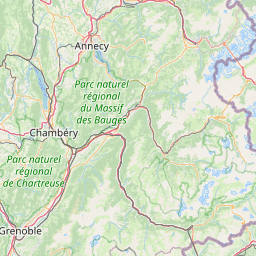 Annecy
Parc naturel
régional
du Massif
des Bauges
Chambéry
Parc naturel
régional
de Chartreuse
Grenoble